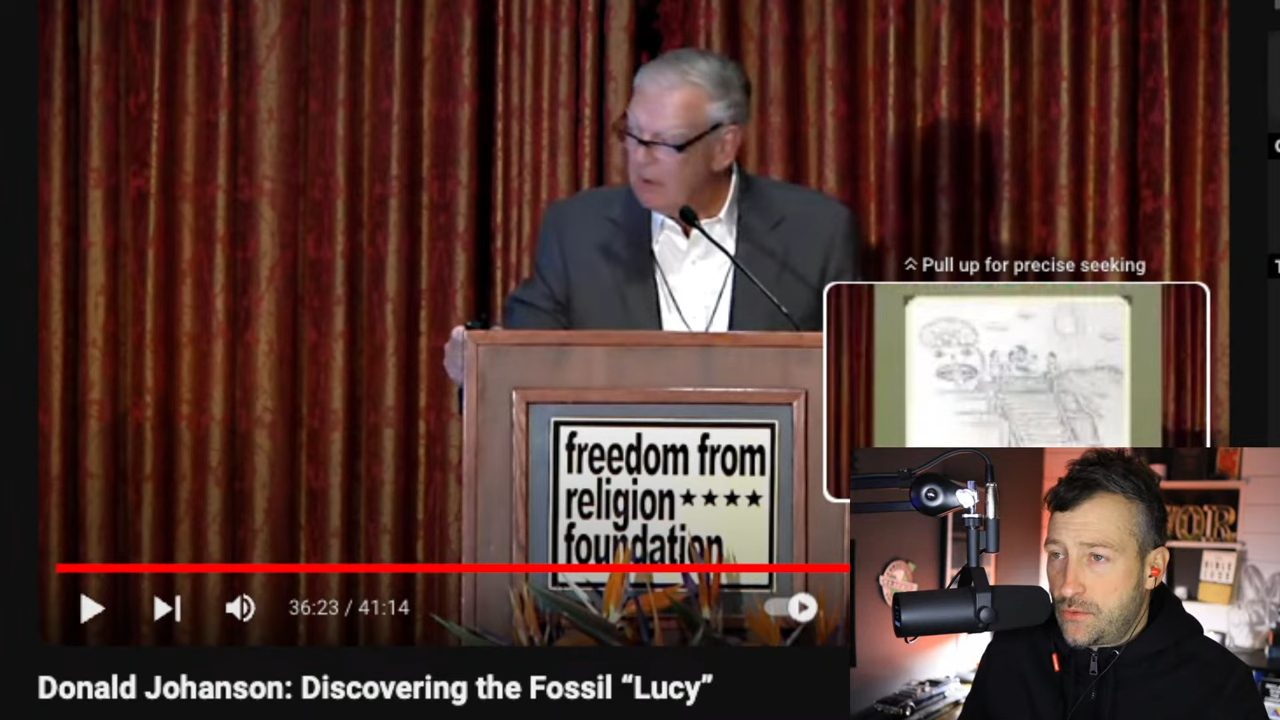 Pull up for precise seeking
freedom from
religion ★★★★
foundation
36:23 / 41:14
Donald Johanson: Discovering the Fossil “Lucy”